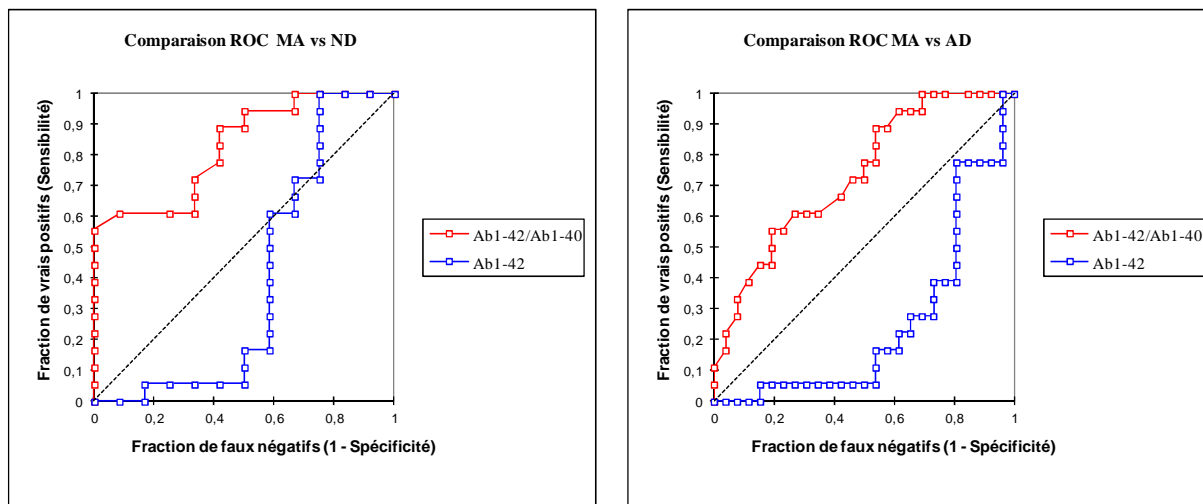 Comparaison ROC MA vs ND
1
0,9
0,8
0,7
0,6
0,5
0,4
0,3
0,2
0,1
0
0 0,2 0,4 0,6 0,8 1
Fraction de vrais positifs (Sensibilité)
Fraction de faux négatifs (1 - Spécificité)
Ab1-42/Ab1-40
Ab1-42
Comparaison ROC MA vs AD
1
0,9
0,8
0,7
0,6
0,5
0,4
0,3
0,2
0,1
0
0 0,2 0,4 0,6 0,8 1
Fraction de vrais positifs (Sensibilité)
Fraction de faux négatifs (1 - Spécificité)
Ab1-42/Ab1-40
Ab1-42